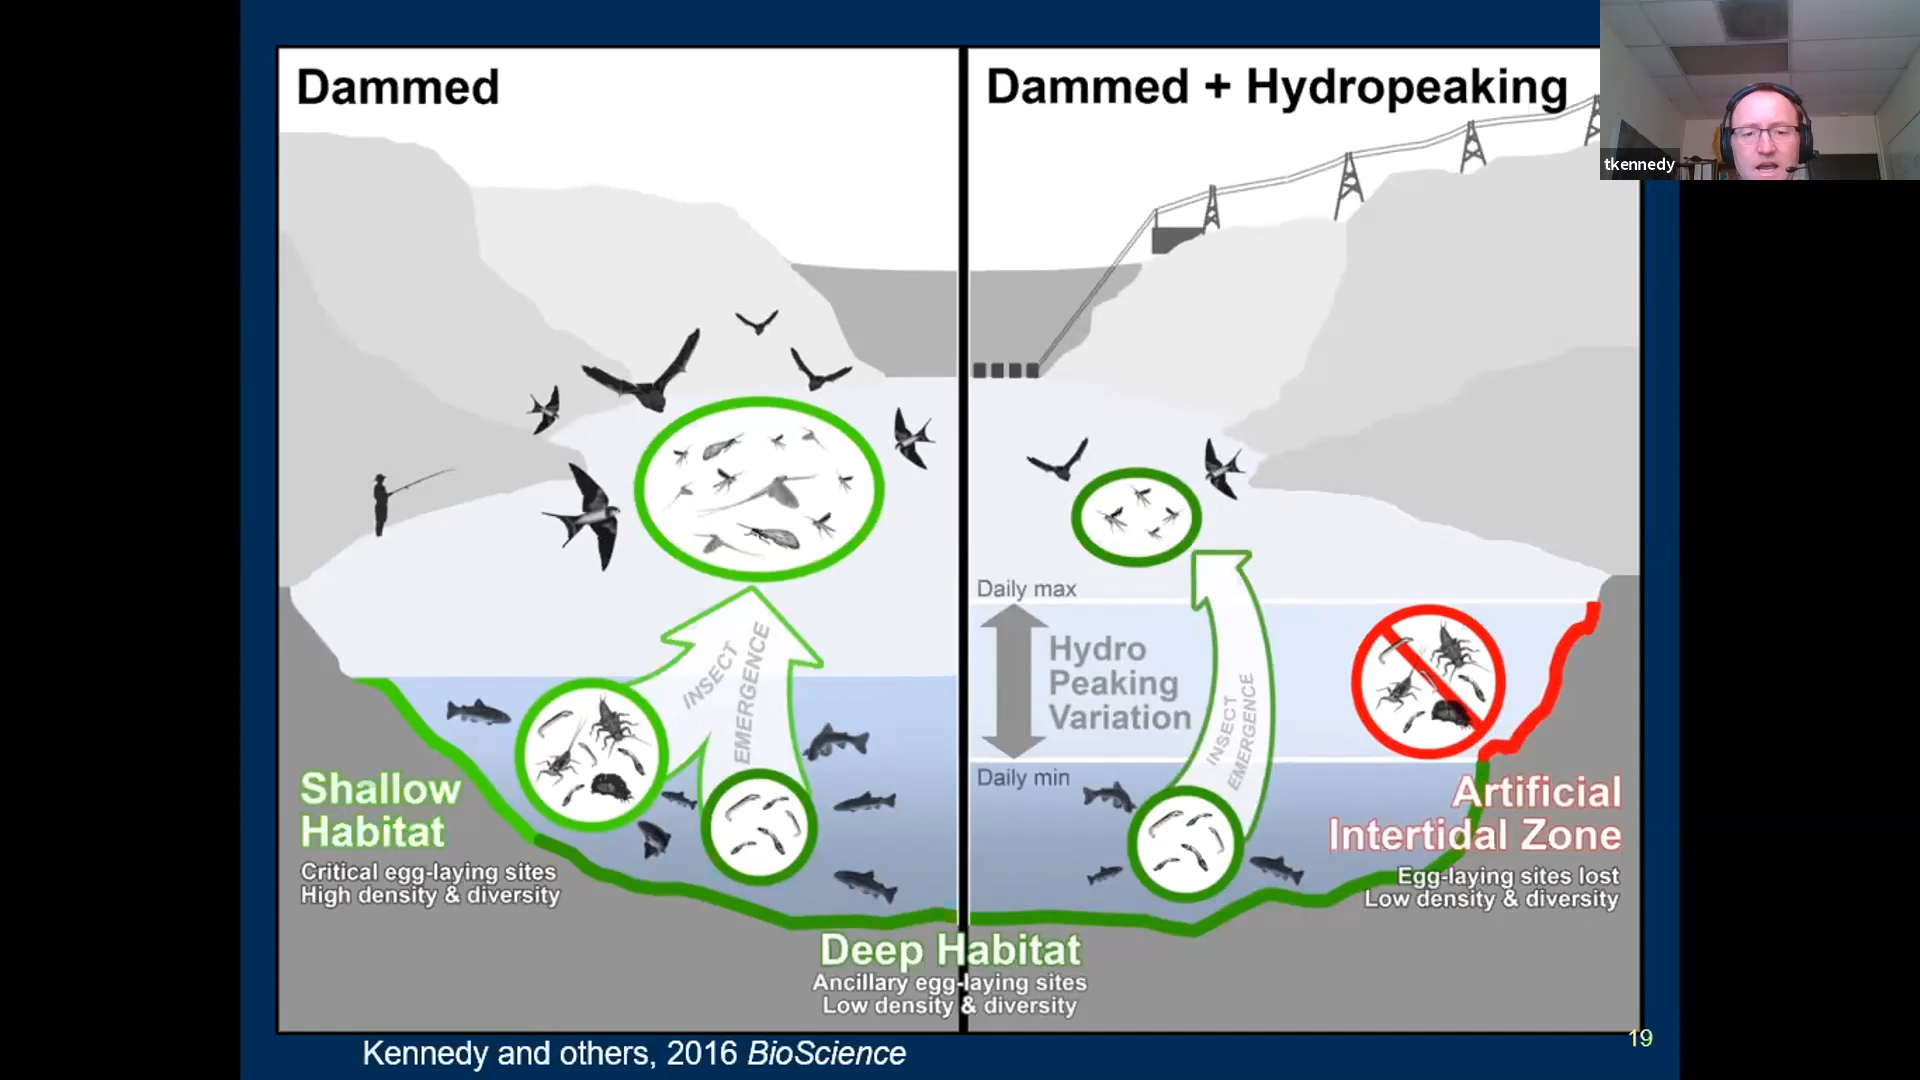 Dammed
Dammed + Hydropeaking
tkennedy
INSECT
EMERGENCE
Shallow
Habitat
Critical egg-laying sites
High density & diversity
Daily max
Hydro
Peaking
Variation
Daily min
INSECT
EMERGENCE
Artificial
Intertidal Zone
Egg-laying sites lost
Low density & diversity
Deep Habitat
Ancillary egg-laying sites
Low density & diversity
Kennedy and others, 2016 BioScience
19